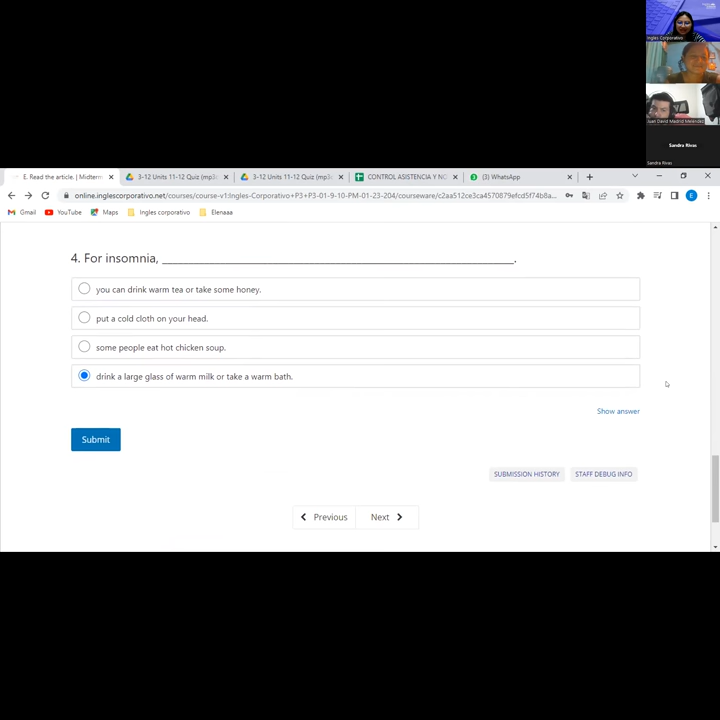 Ingles Corporativo
Juan David Madrid Melendez
Sandra Rivas
Sandra Rivas
E. Read the article. | Midterm
3-12 Units 11-12 Quiz (mp3
3-12 Units 11-12 Quiz (mp3
CONTROL ASISTENCIA Y NO
(3) WhatsApp
online.inglescorporativo.net/courses/course-v1:Ingles-Corporativo+P3+P3-01-9-10-PM-01-23-204/courseware/c2aa512ce3ca4570879efcd5f74b8a...
E
Gmail
YouTube
Maps
Ingles corporativo
Elenaaa
4. For insomnia, ____________________________________________________________.
you can drink warm tea or take some honey.
put a cold cloth on your head.
some people eat hot chicken soup.
drink a large glass of warm milk or take a warm bath.
Show answer
Submit
SUBMISSION HISTORY
STAFF DEBUG INFO
Previous
Next